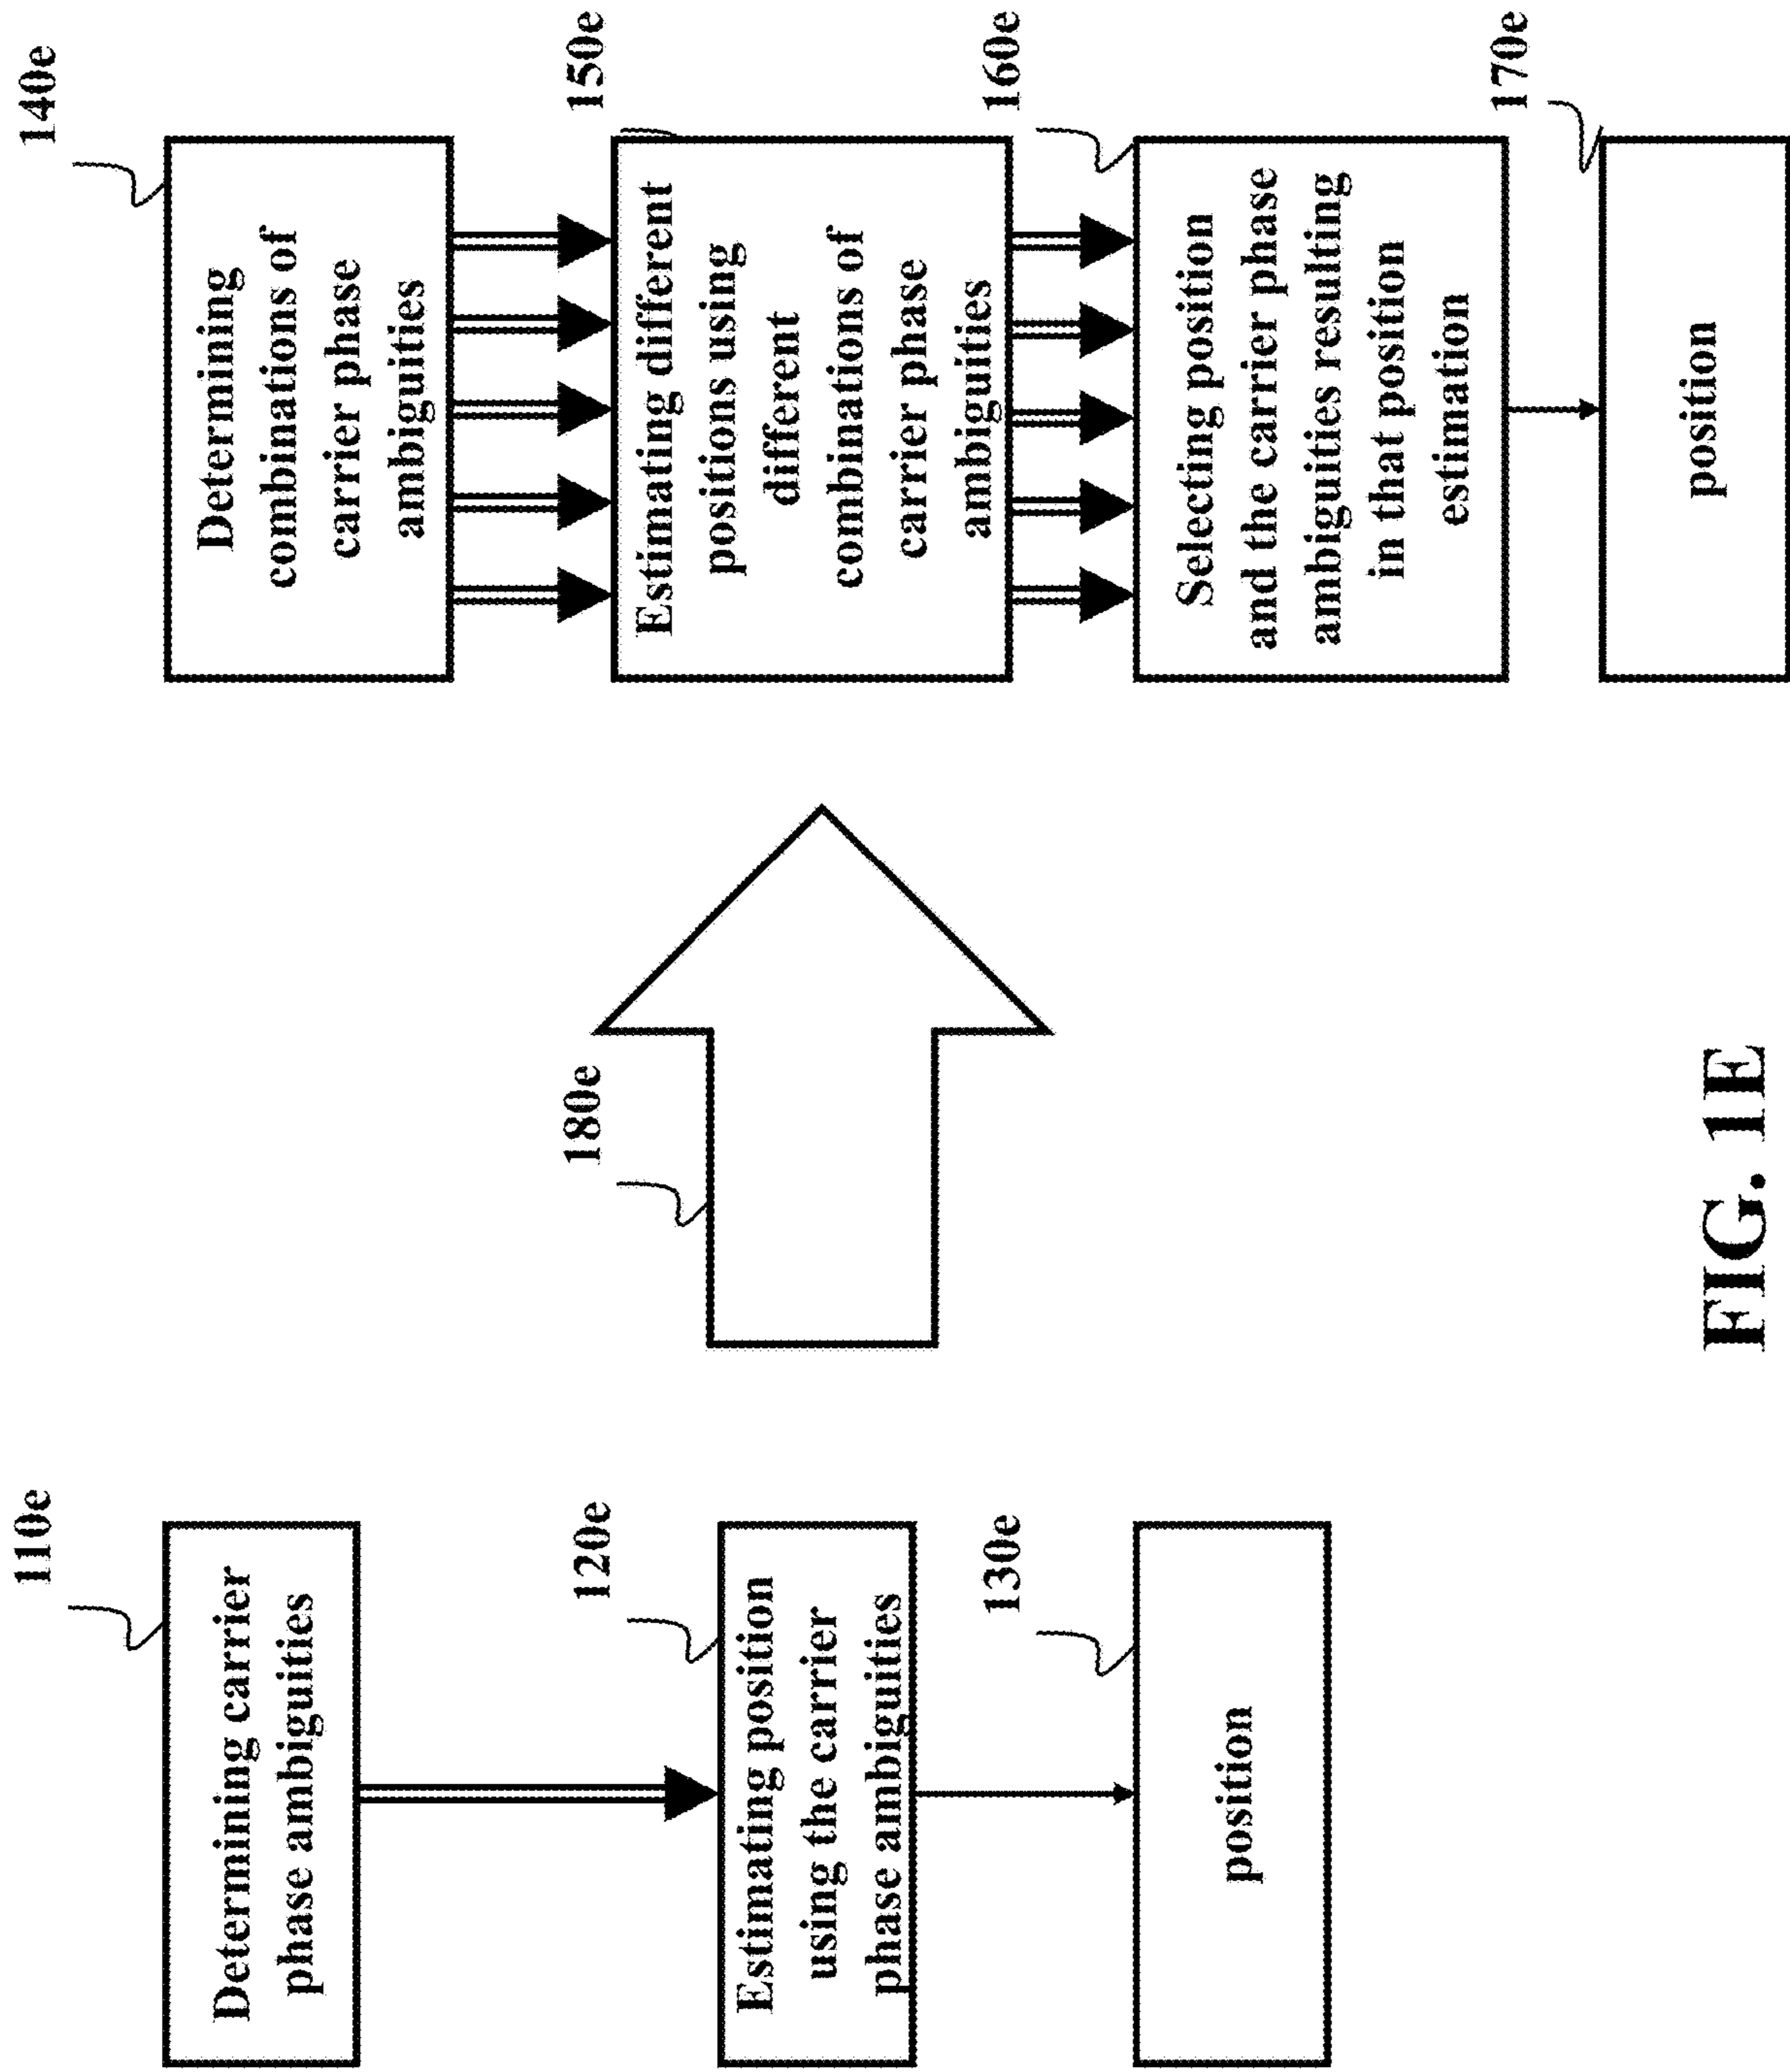 110e
Determining carrier
phase ambiguities
120e
Estimating position
using the carrier
phase ambiguities
130e
position
180e
140e
Determining
combinations of
carrier phase
ambiguities
150e
Estimating different
positions using
different
combinations of
carrier phase
ambiguities
160e
Selecting position
and the carrier phase
ambiguities resulting
in that position
estimation
170e
position
FIG. 1E